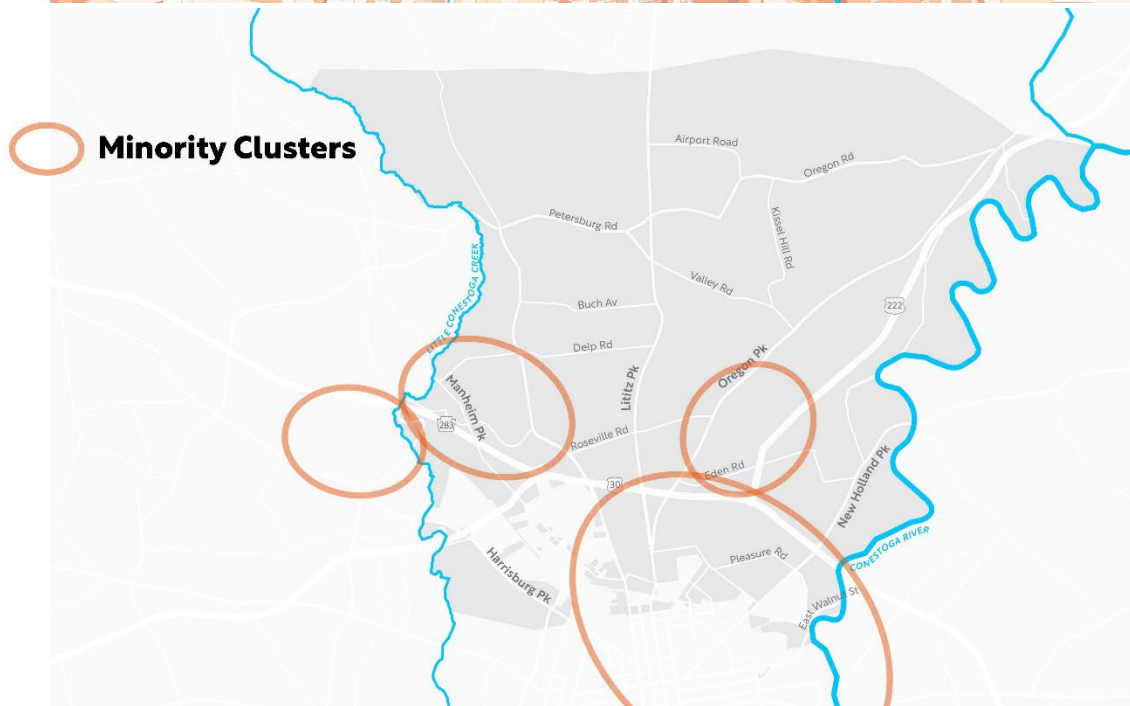 Minority Clusters
Airport Road
Oregon Rd
Petersburg Rd
Kissel Hill Rd
Valley Rd
LITTLE CONESTOGA CREEK
Buch Av
222
Delp Rd
Oregon Pk
Manheim Pk
Lititz Pk
283
Roseville Rd
New Holland Pk
Eden Rd
30
CONESTOGA RIVER
Pleasure Rd
Harrisburg Pk
East Walnut St